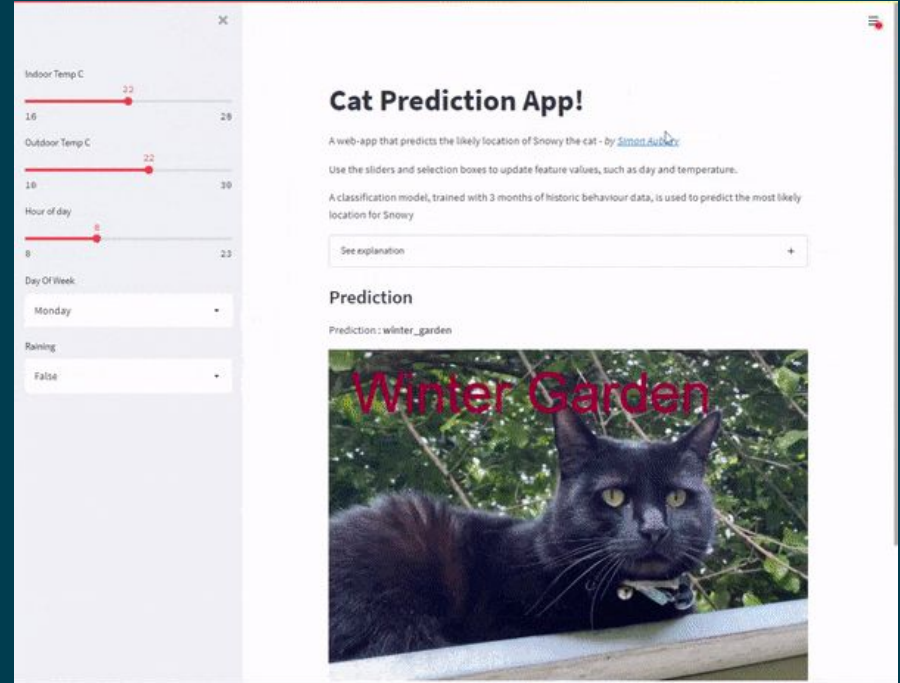 ×
Indoor Temp C
22
16
28
Outdoor Temp C
22
10
30
Hour of day
8
0
23
Day Of Week
Monday
Raining
False
Cat Prediction App!
A web-app that predicts the likely location of Snowy the cat - by Simon Aubury
Use the sliders and selection boxes to update feature values, such as day and temperature.
A classification model, trained with 3 months of historic behaviour data, is used to predict the most likely
location for Snowy
See explanation
+
Prediction
Prediction : winter_garden
Winter Garden